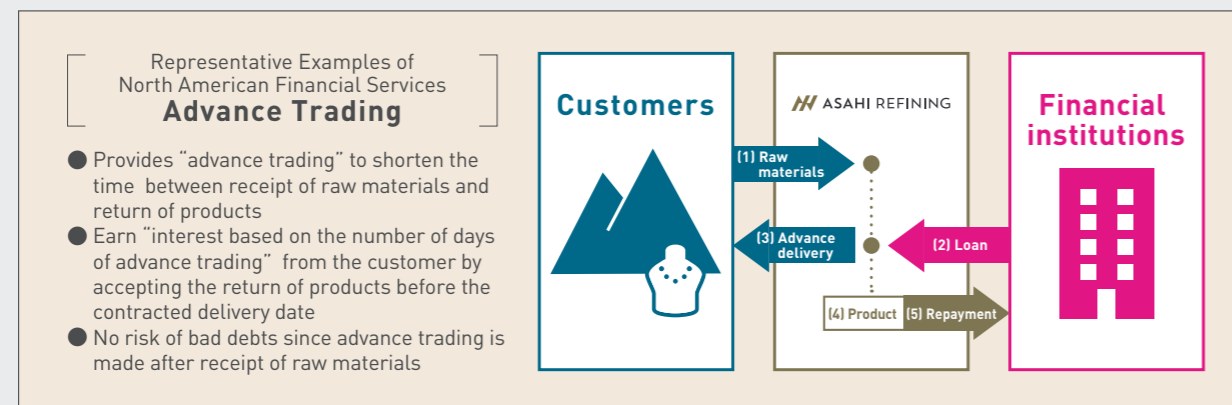 Representative Examples of
North American Financial Services
Advance Trading
● Provides “advance trading” to shorten the
time between receipt of raw materials and
return of products
● Earn “interest based on the number of days
of advance trading” from the customer by
accepting the return of products before the
contracted delivery date
● No risk of bad debts since advance trading is
made after receipt of raw materials
Customers
ASAHI REFINING
Financial
institutions
(1) Raw
materials
(3) Advance
delivery
(2) Loan
(4) Product
(5) Repayment